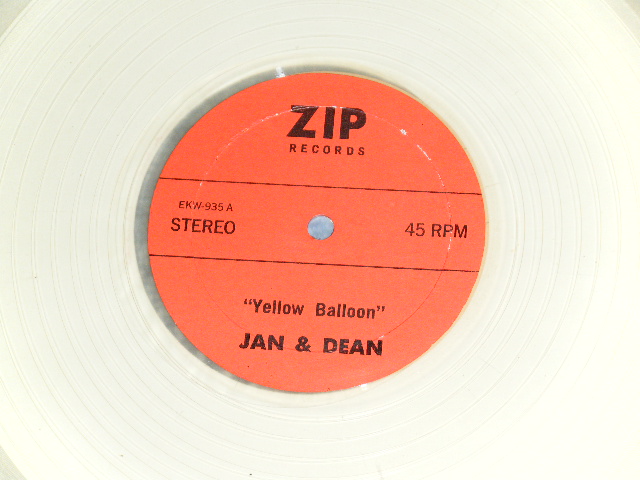 ZIP
RECORDS
EKW-935 A
STEREO
45 RPM
"Yellow Balloon"
JAN & DEAN